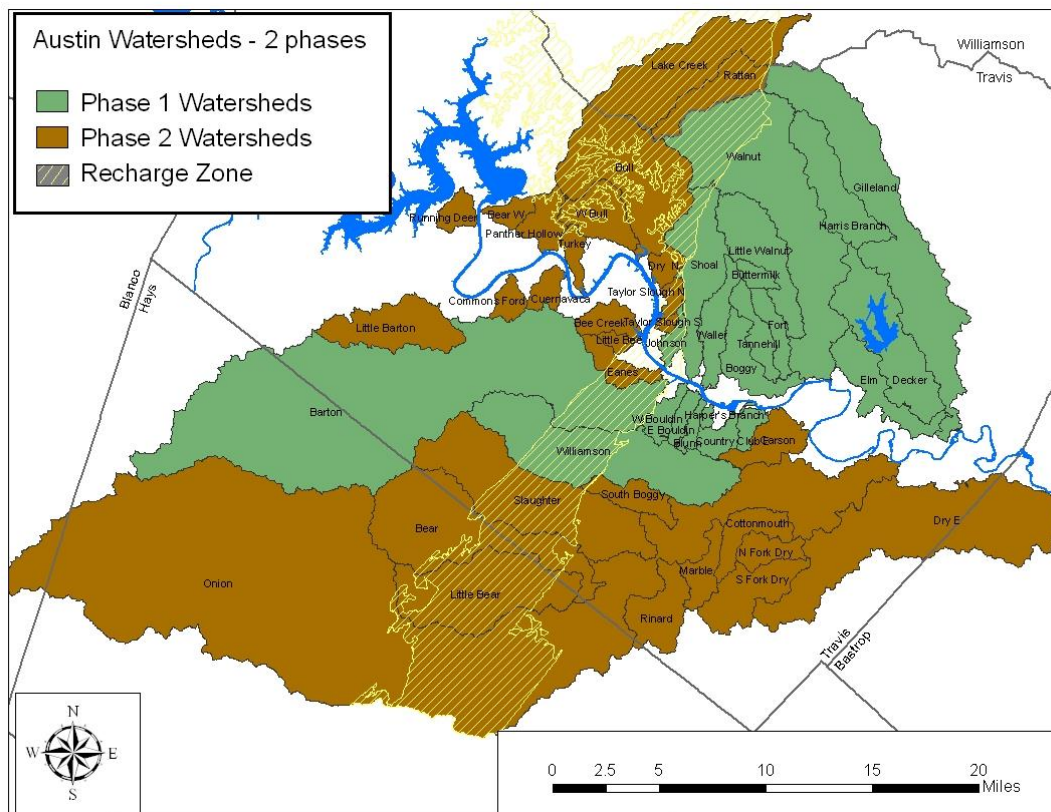 Austin Watersheds - 2 phases
Phase 1 Watersheds
Phase 2 Watersheds
Recharge Zone
Williamson
Travis
Lake Creek
Rattan
Walnut
Bull
Gilleland
Running Deer
Bear W
W Bull
Panther Hollow
Turkey
Harris Branch
Little Walnut
Dry N
Shoal
Buttermilk
Blanco
Hays
Commons Ford
Cuernavaca
Taylor Slough N
Little Barton
Bee Creek
Taylor Slough S
Fort
Little Bee
Johnson
Waller
Tannehill
Eanes
Boggy
Elm
Decker
Barton
W Bouldin
Harper's Branch
E Bouldin
Williamson
Blunn
Country Club
Carson
Slaughter
South Boggy
Bear
Cottonmouth
Dry E
N Fork Dry
Onion
Little Bear
Marble
S Fork Dry
Rinard
Travis
Bastrop
N
W
E
S
0 2.5 5 10 15 20
Miles